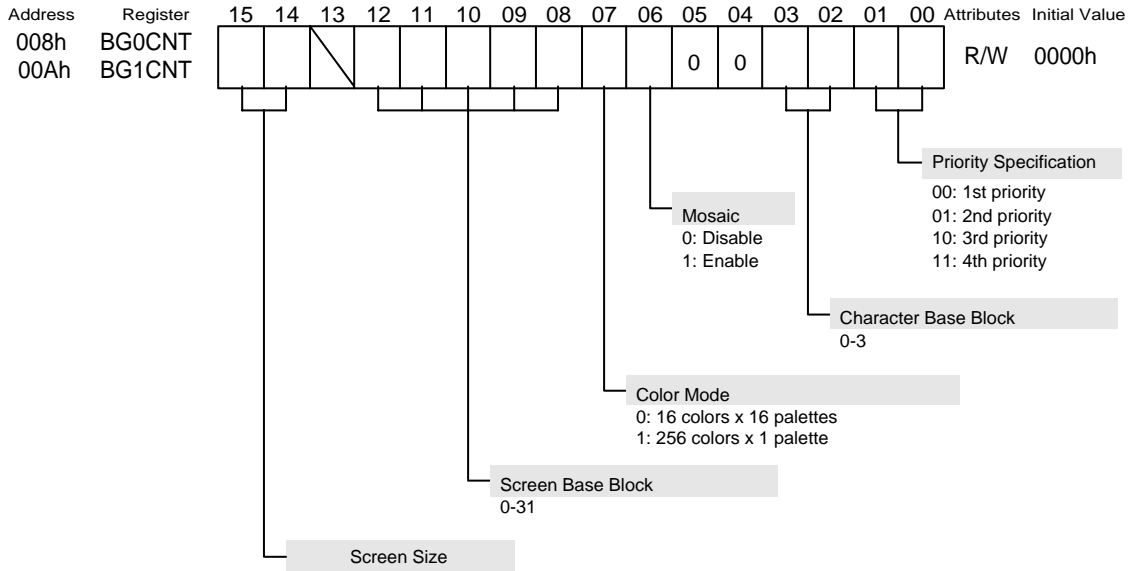 Address Register 15 14 13 12 11 10 09 08 07 06 05 04 03 02 01 00 Attributes Initial Value
008h BG0CNT
00Ah BG1CNT
0 0
R/W 0000h
Priority Specification
00: 1st priority
01: 2nd priority
10: 3rd priority
11: 4th priority
Mosaic
0: Disable
1: Enable
Character Base Block
0-3
Color Mode
0: 16 colors x 16 palettes
1: 256 colors x 1 palette
Screen Base Block
0-31
Screen Size